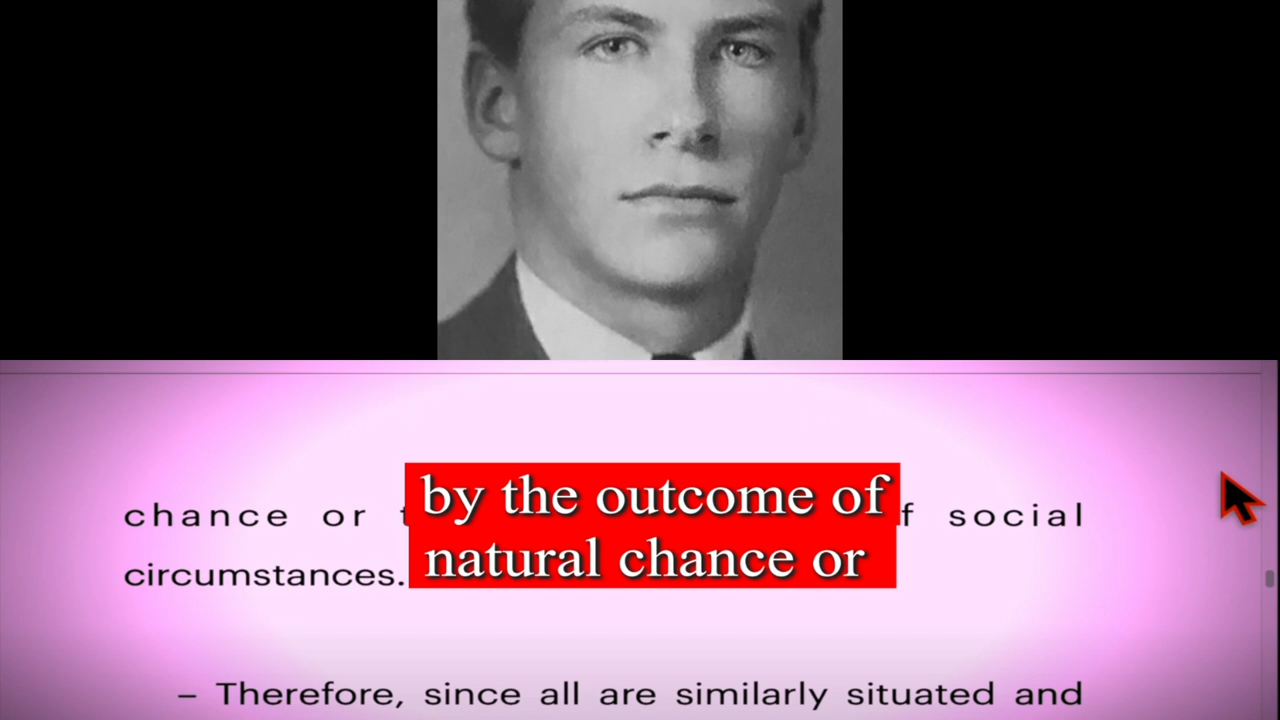 by the outcome of
natural chance or
chance or f social
circumstances.
– Therefore, since all are similarly situated and